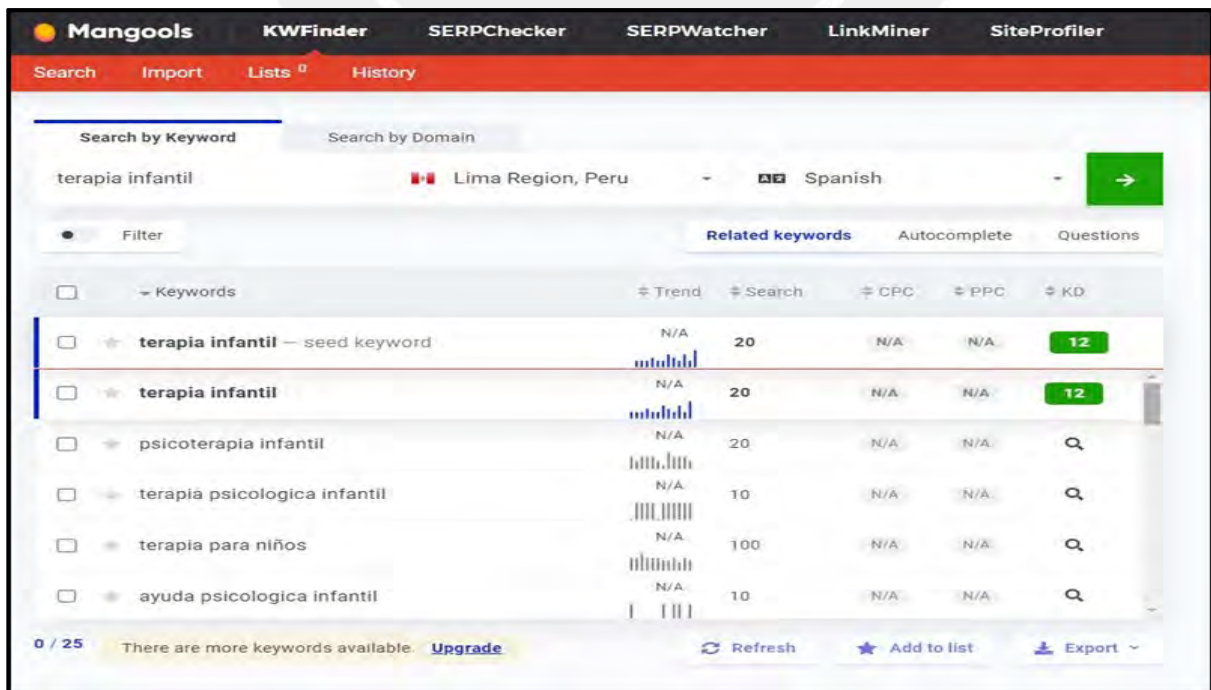 Mangools KWFinder SERPChecker SERPWatcher LinkMiner SiteProfiler
Search Import Lists 0 History
Search by Keyword Search by Domain
terapia infantil Lima Region, Peru Spanish
Filter Related keywords Autocomplete Questions
Keywords Trend Search CPC PPC KD
terapia infantil – seed keyword N/A 20 N/A N/A 12
terapia infantil N/A 20 N/A N/A 12
psicoterapia infantil N/A 20 N/A N/A
terapia psicologica infantil N/A 10 N/A N/A
terapia para niños N/A 100 N/A N/A
ayuda psicologica infantil N/A 10 N/A N/A
0 / 25 There are more keywords available. Upgrade Refresh Add to list Export